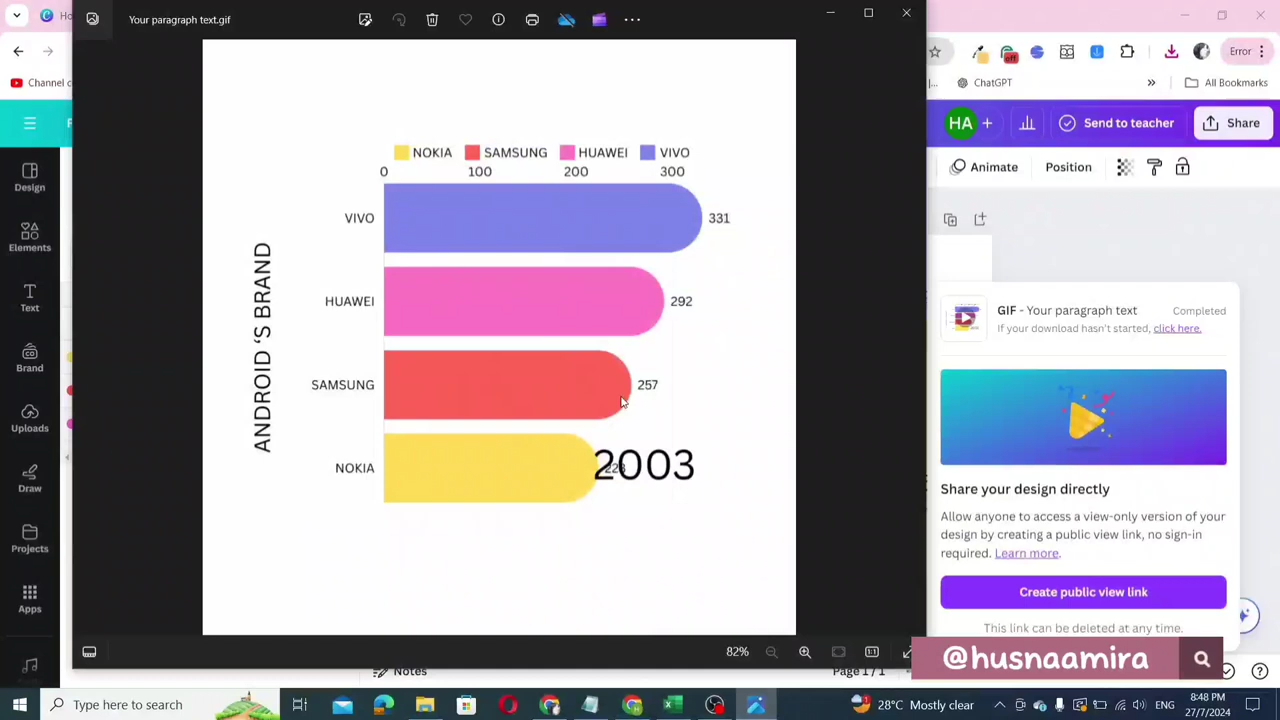 Your paragraph text.gif
Channel c
ChatGPT
All Bookmarks
Error
HA
Send to teacher
Share
Animate
Position
Design
Elements
Text
Brand
Uploads
Draw
Projects
Apps
NOKIA SAMSUNG HUAWEI VIVO
0 100 200 300
ANDROID 'S BRAND
VIVO 331
HUAWEI 292
SAMSUNG 257
NOKIA
2003
GIF - Your paragraph text Completed
If your download hasn't started, click here.
Share your design directly
Allow anyone to access a view-only version of your
design by creating a public view link, no sign-in
required. Learn more.
Create public view link
This link can be deleted at any time.
82%
Notes
Page 1 / 1
@husnaamira
Type here to search
28°C Mostly clear
ENG
8:48 PM
27/7/2024